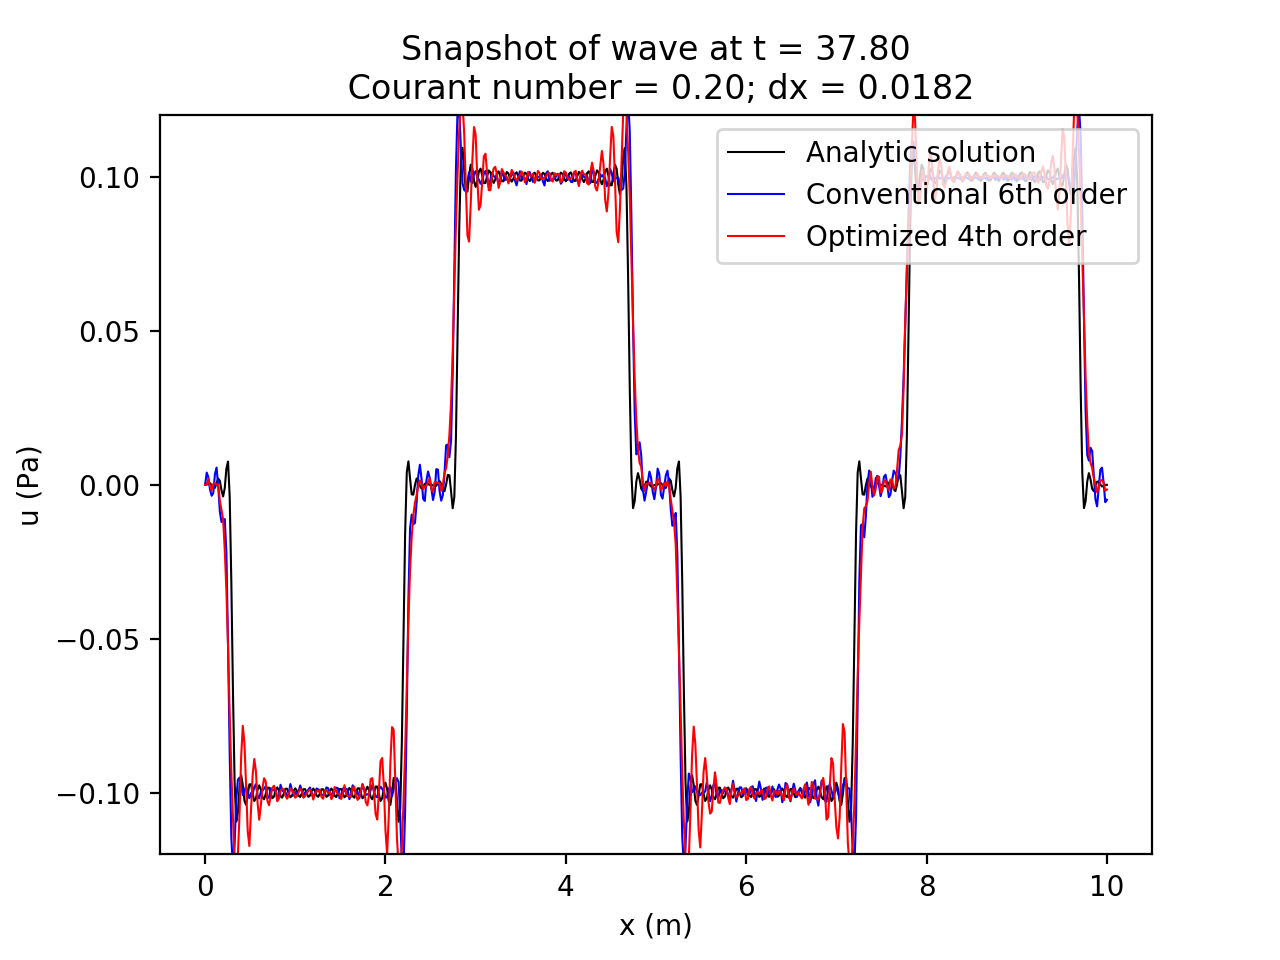 Snapshot of wave at t = 37.80
Courant number = 0.20; dx = 0.0182
Analytic solution
Conventional 6th order
Optimized 4th order
0.10
0.05
0.00
−0.05
−0.10
u (Pa)
0 2 4 6 8 10
x (m)